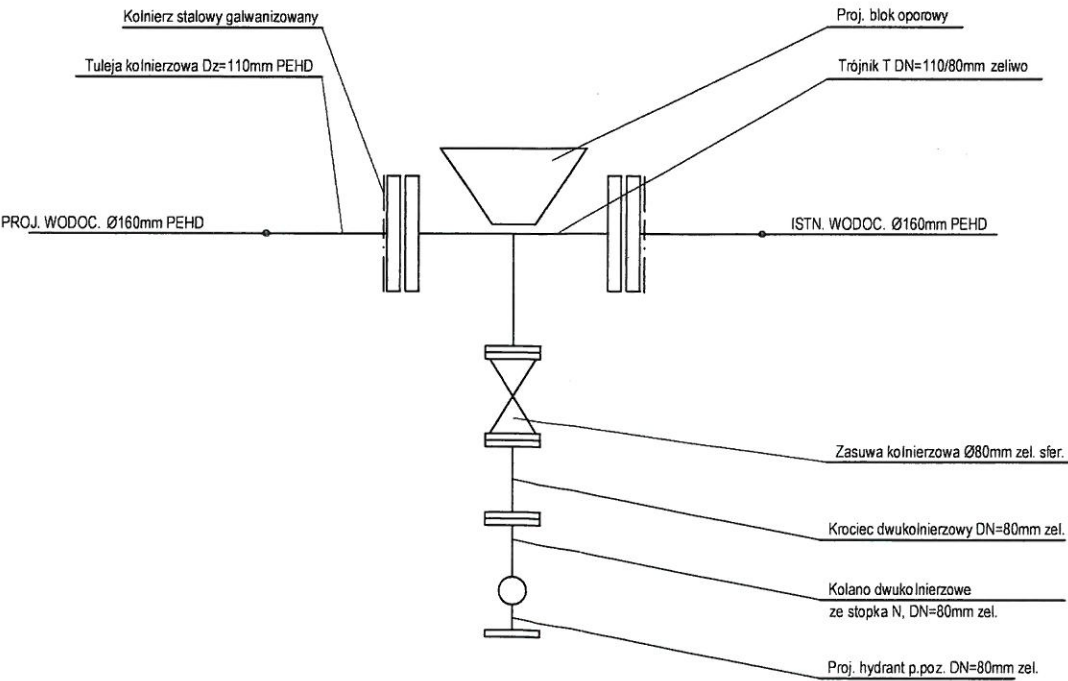 Kolnierz stalowy galwanizowany
Proj. blok oporowy
Tuleja kolnierzowa Dz=110mm PEHD
Trójnik T DN=110/80mm zeliwo
PROJ. WODOC. Ø160mm PEHD
ISTN. WODOC. Ø160mm PEHD
Zasuwa kolnierzowa Ø80mm zel. sfer.
Krociec dwukolnierzowy DN=80mm zel.
Kolano dwukolnierzowe
ze stopka N, DN=80mm zel.
Proj. hydrant p.poz. DN=80mm zel.